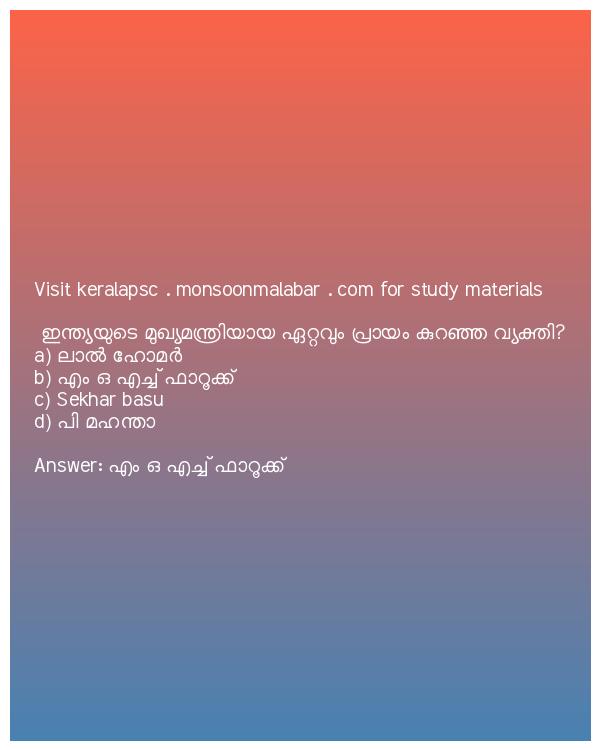 Visit keralapsc . monsoonmalabar . com for study materials
ഇന്ത്യയുടെ മുഖ്യമന്ത്രിയായ ഏറ്റവും പ്രായം കുറഞ്ഞ വ്യക്തി?
a) ലാൽ ഹോമർ
b) എം ഒ എച്ച് ഫാറൂക്ക്
c) Sekhar basu
d) പി മഹന്താ
Answer: എം ഒ എച്ച് ഫാറൂക്ക്